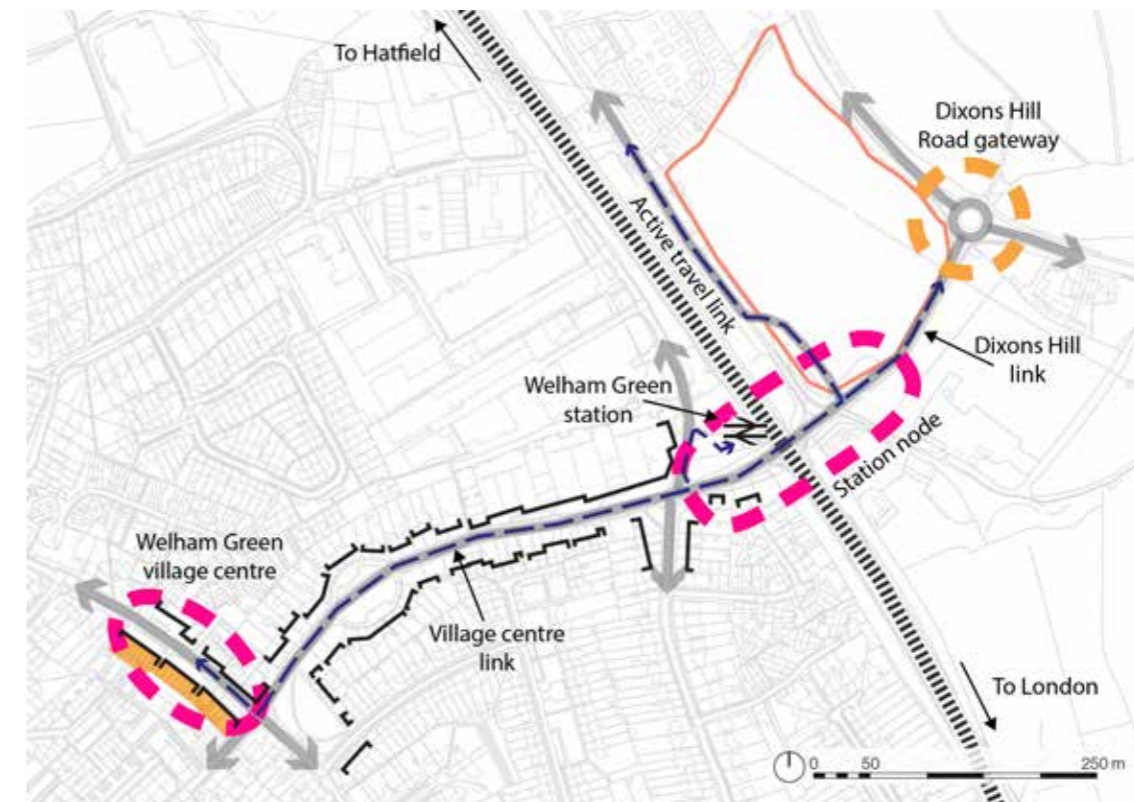 To Hatfield
Dixons Hill
Road gateway
Active travel link
Dixons Hill
link
Welham Green
station
Station node
Welham Green
village centre
Village centre
link
To London
0 50 250 m